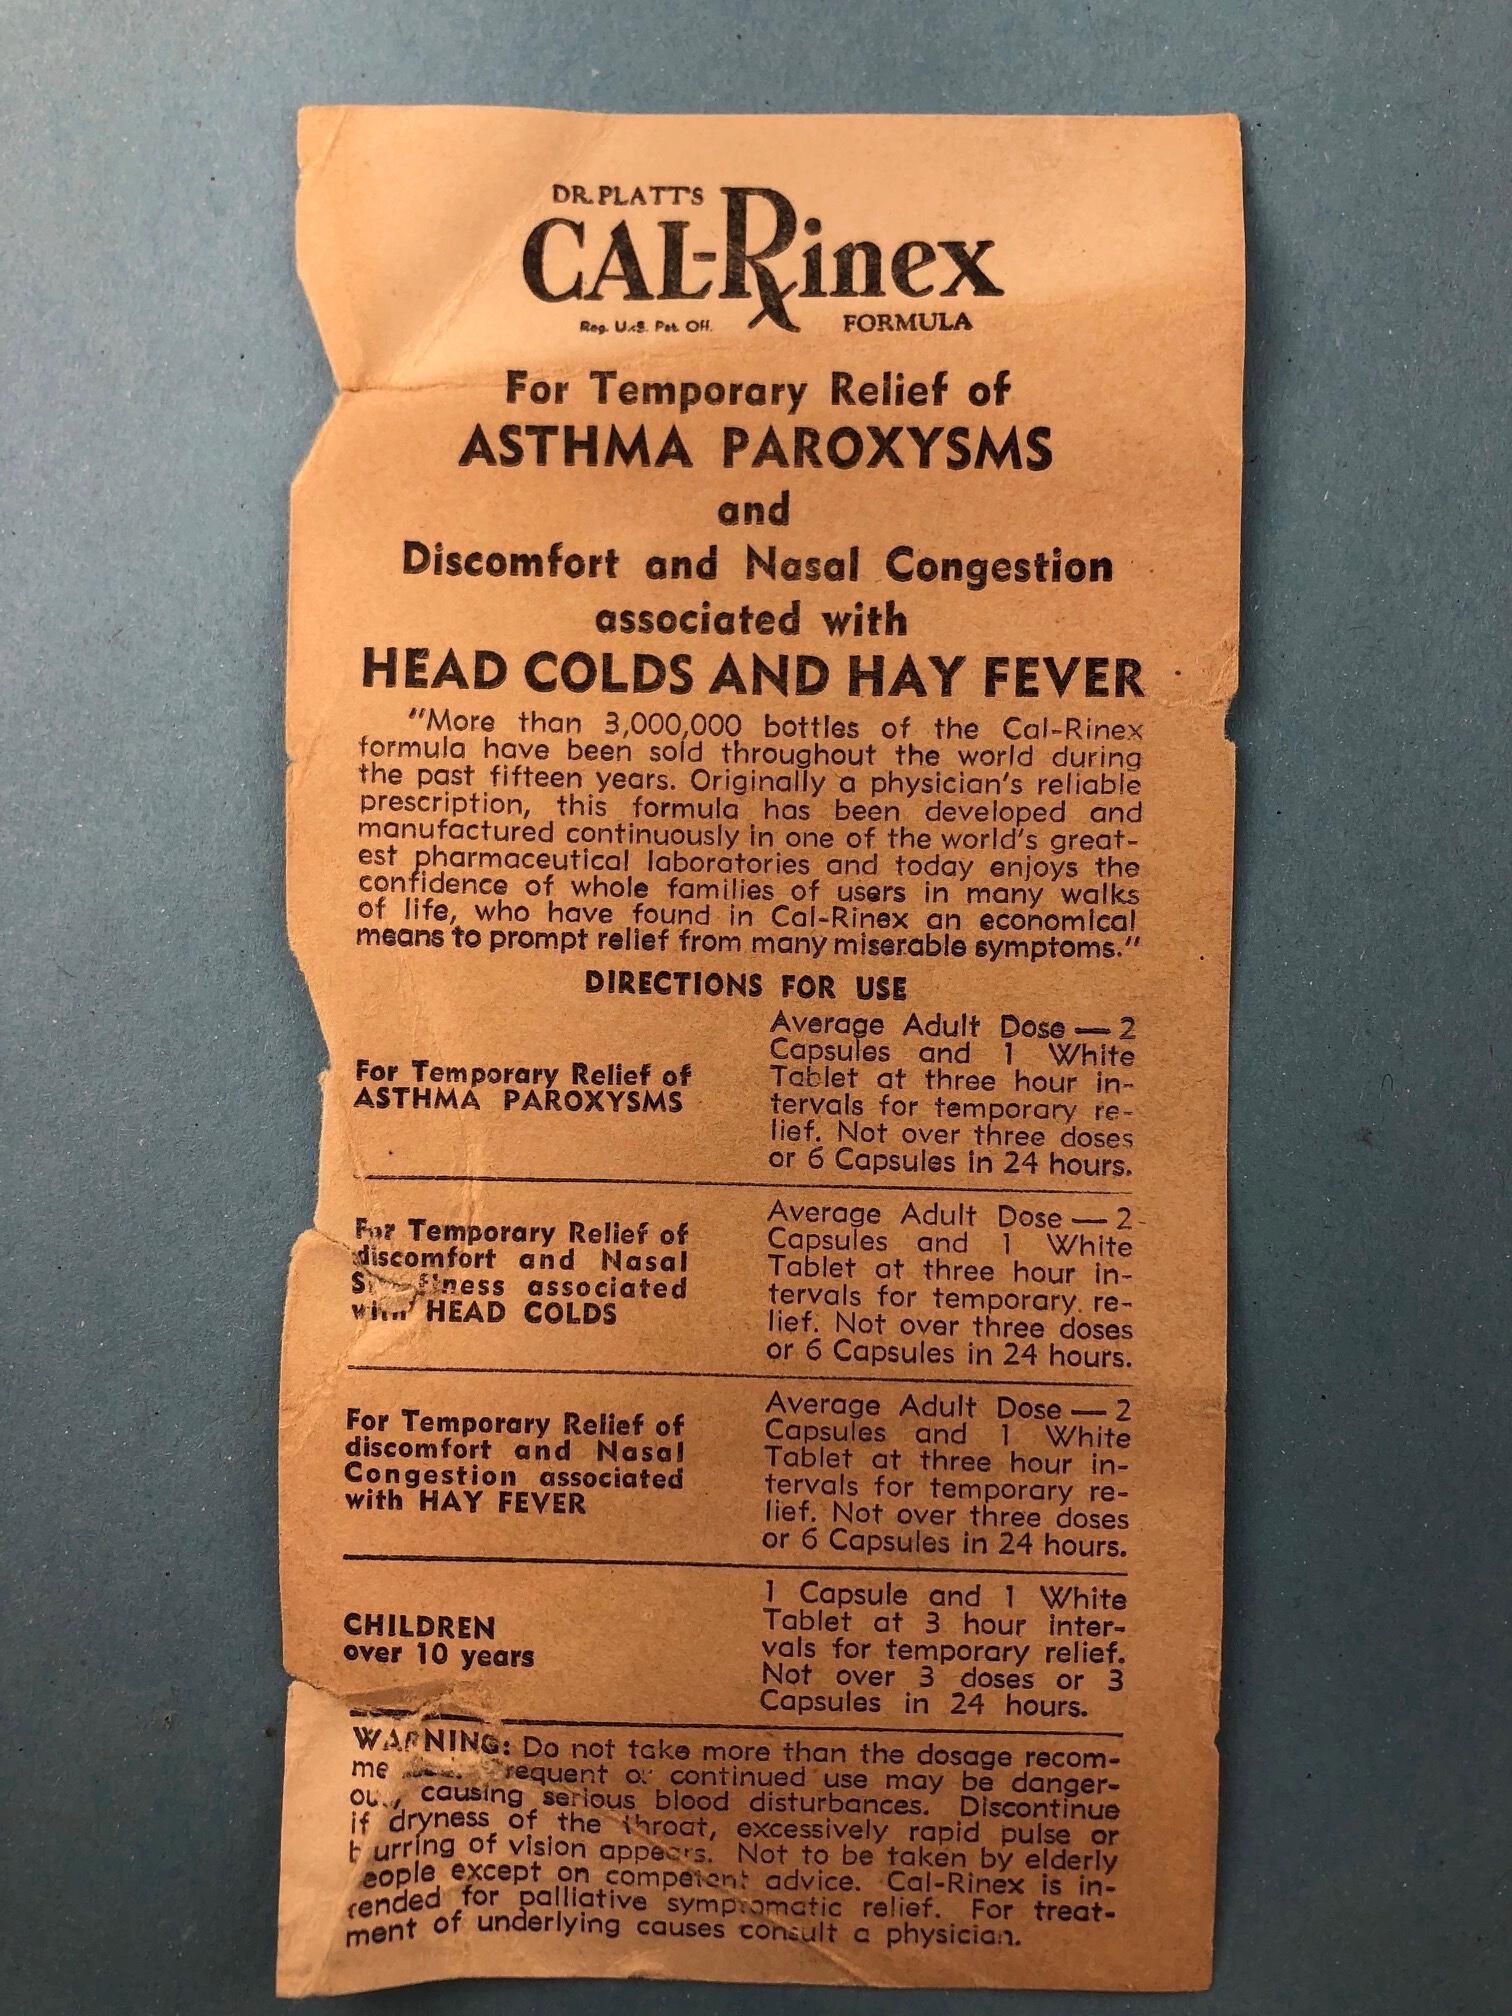 DR. PLATT'S
CAL-Rinex
Reg. U.S. Pat. Off. FORMULA
For Temporary Relief of
ASTHMA PAROXYSMS
and
Discomfort and Nasal Congestion
associated with
HEAD COLDS AND HAY FEVER
"More than 3,000,000 bottles of the Cal-Rinex
formula have been sold throughout the world during
the past fifteen years. Originally a physician's reliable
prescription, this formula has been developed and
manufactured continuously in one of the world's great-
est pharmaceutical laboratories and today enjoys the
confidence of whole families of users in many walks
of life, who have found in Cal-Rinex an economical
means to prompt relief from many miserable symptoms."
DIRECTIONS FOR USE
For Temporary Relief of
ASTHMA PAROXYSMS
Average Adult Dose — 2
Capsules and 1 White
Tablet at three hour in-
tervals for temporary re-
lief. Not over three doses
or 6 Capsules in 24 hours.
For Temporary Relief of
discomfort and Nasal
associated
with HEAD COLDS
Average Adult Dose — 2
Capsules and 1 White
Tablet at three hour in-
tervals for temporary re-
lief. Not over three doses
or 6 Capsules in 24 hours.
For Temporary Relief of
discomfort and Nasal
Congestion associated
with HAY FEVER
Average Adult Dose — 2
Capsules and 1 White
Tablet at three hour in-
tervals for temporary re-
lief. Not over three doses
or 6 Capsules in 24 hours.
CHILDREN
over 10 years
1 Capsule and 1 White
Tablet at 3 hour inter-
vals for temporary relief.
Not over 3 doses or 3
Capsules in 24 hours.
WARNING: Do not take more than the dosage recom-
me requent or continued use may be danger-
ous, causing serious blood disturbances. Discontinue
if dryness of the throat, excessively rapid pulse or
blurring of vision appears. Not to be taken by elderly
people except on competent advice. Cal-Rinex is in-
tended for palliative symptomatic relief. For treat-
ment of underlying causes consult a physician.